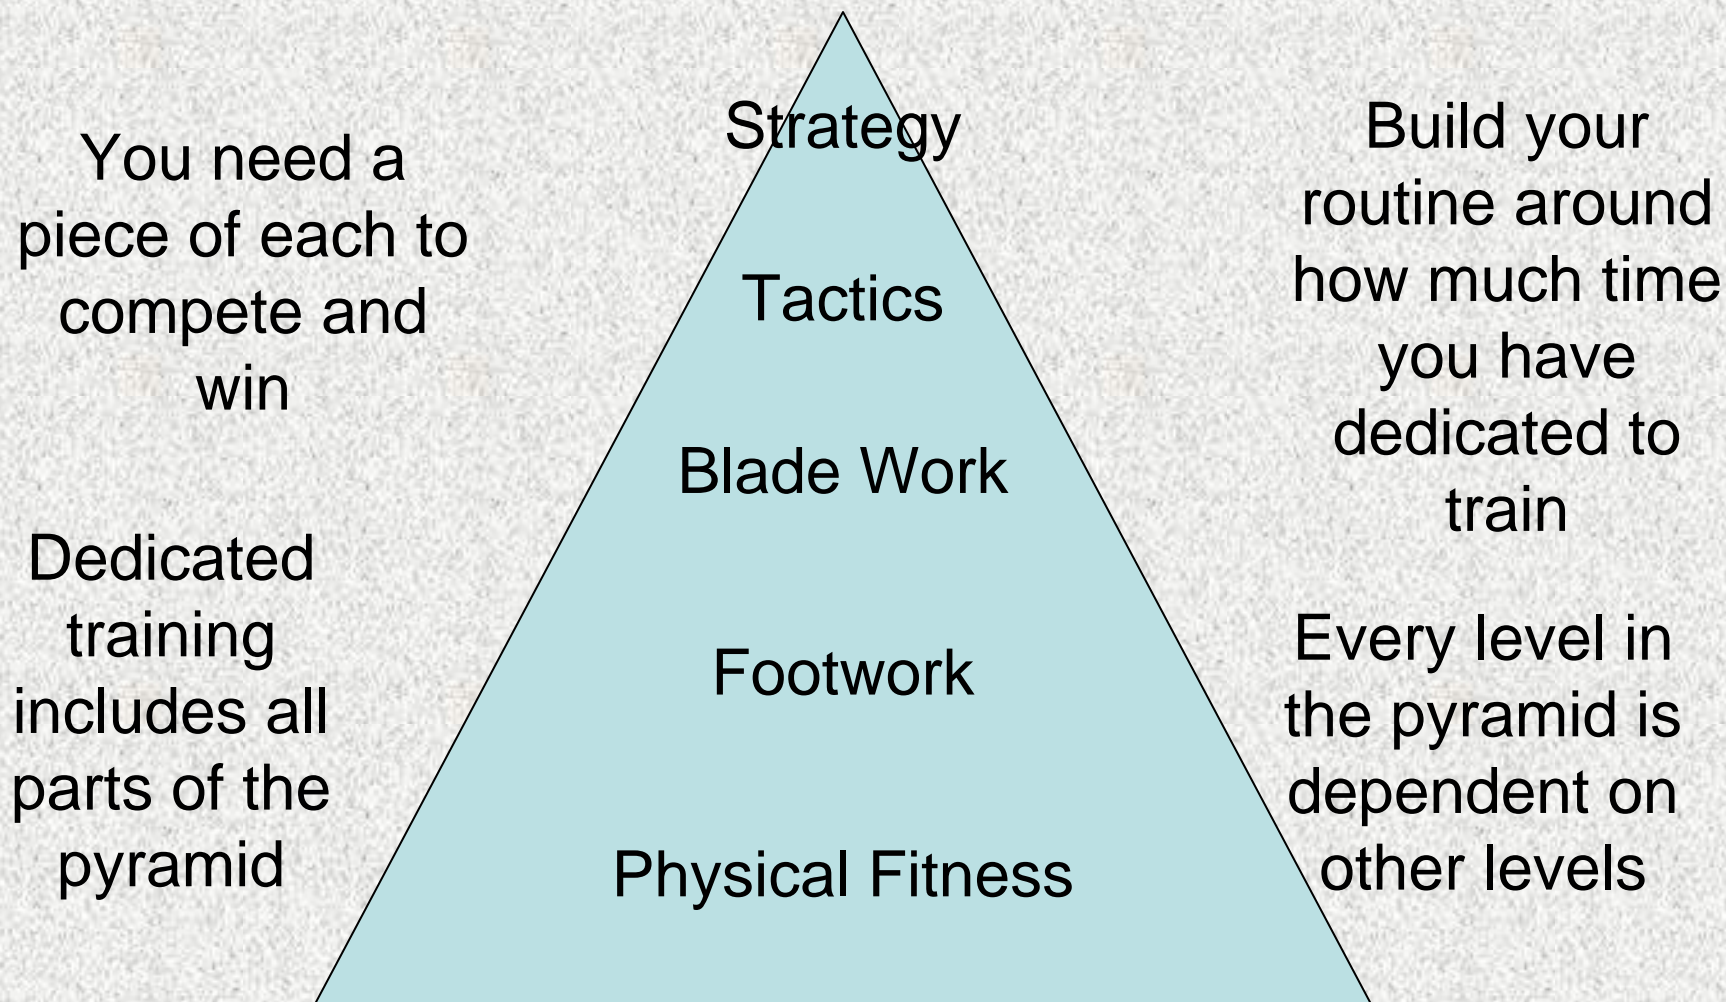 You need a
piece of each to
compete and
win
Dedicated
training
includes all
parts of the
pyramid
Strategy
Tactics
Blade Work
Footwork
Physical Fitness
Build your
routine around
how much time
you have
dedicated to
train
Every level in
the pyramid is
dependent on
other levels